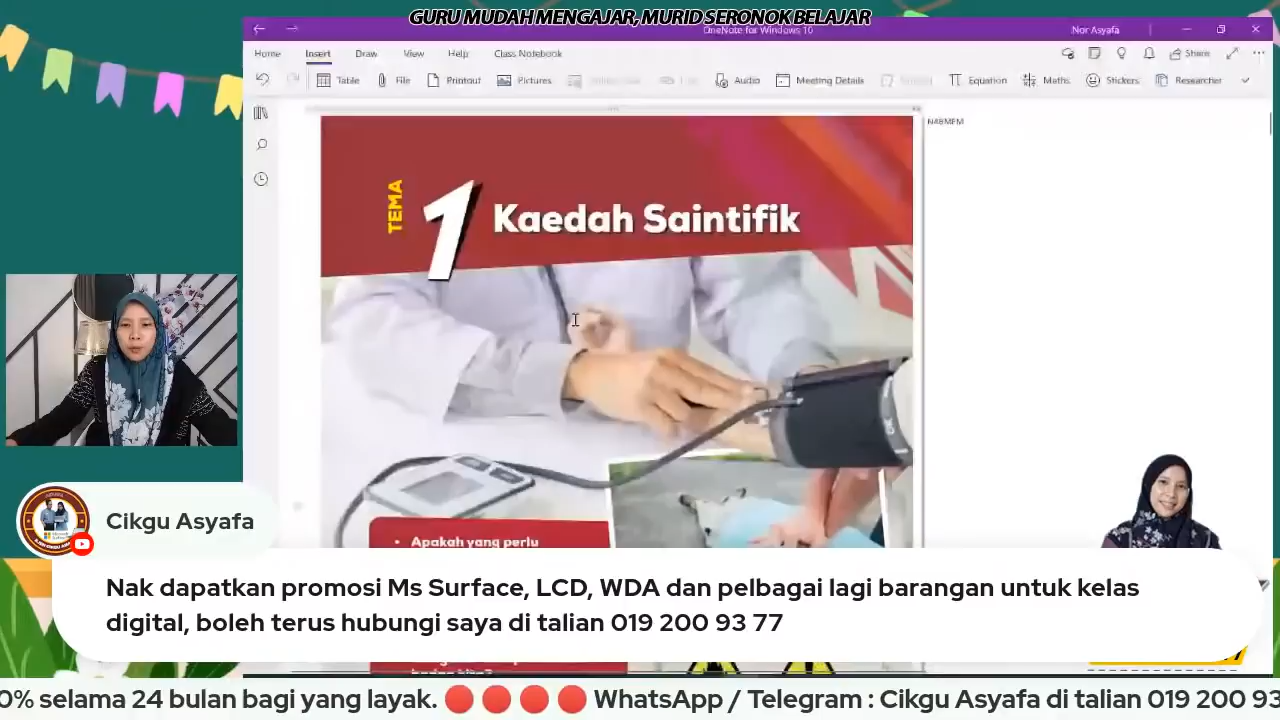 GURU MUDAH MENGAJAR, MURID SERONOK BELAJAR
OneNote for Windows 10
Nor Asyafa
Home Insert Draw View Help Class Notebook
Share
Table File Printout Pictures
Audio Meeting Details
Equation Maths Stickers Researcher
N4BMFM
TEMA
1 Kaedah Saintifik
• Apakah yang perlu
Cikgu Asyafa
Nak dapatkan promosi Ms Surface, LCD, WDA dan pelbagai lagi barangan untuk kelas
digital, boleh terus hubungi saya di talian 019 200 93 77
0% selama 24 bulan bagi yang layak. 🔴 🔴 🔴 🔴 WhatsApp / Telegram : Cikgu Asyafa di talian 019 200 93